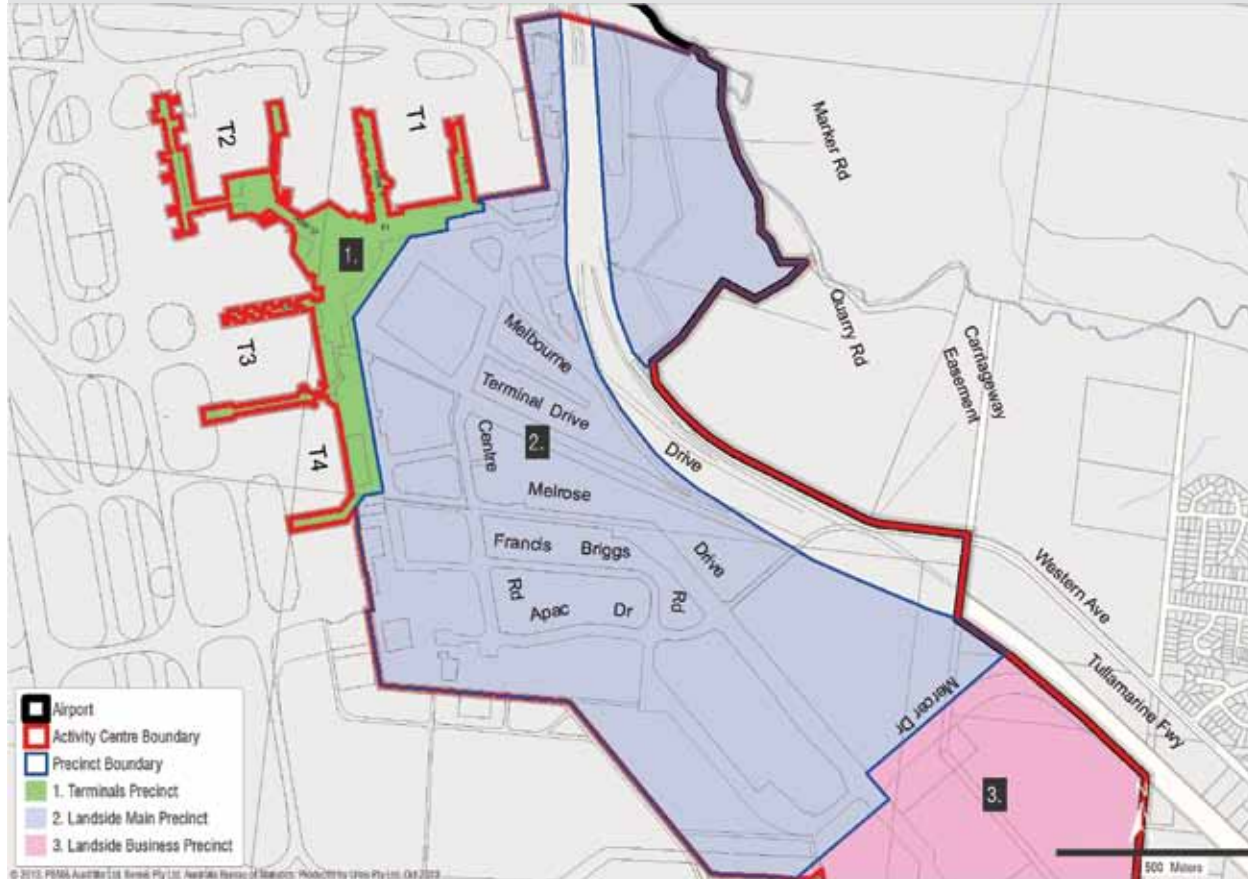 T2
T1
1.
T3
T4
Marker Rd
Quarry Rd
Carriageway
Easement
Melbourne
Drive
Terminal Drive
2.
Centre
Rd
Melrose
Drive
Francis Briggs
Rd
Apac Dr
Western Ave
Tullamarine Fwy
Mercer Dr
3.
Airport
Activity Centre Boundary
Precinct Boundary
1. Terminals Precinct
2. Landside Main Precinct
3. Landside Business Precinct
500 Meters